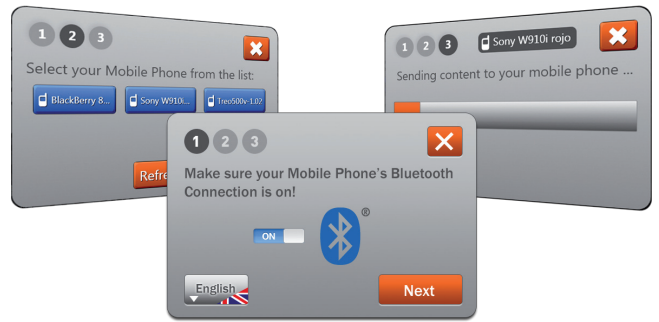 1 2 3
Select your Mobile Phone from the list:
BlackBerry 8... Sony W910i... Treo500v-1.02
Refre
1 2 3 Sony W910i rojo
Sending content to your mobile phone ...
1 2 3
Make sure your Mobile Phone's Bluetooth
Connection is on!
ON
®
English
Next